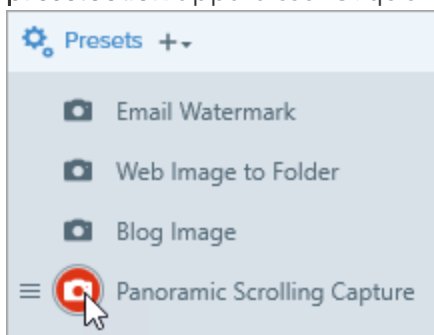 Presets
Email Watermark
Web Image to Folder
Blog Image
Panoramic Scrolling Capture